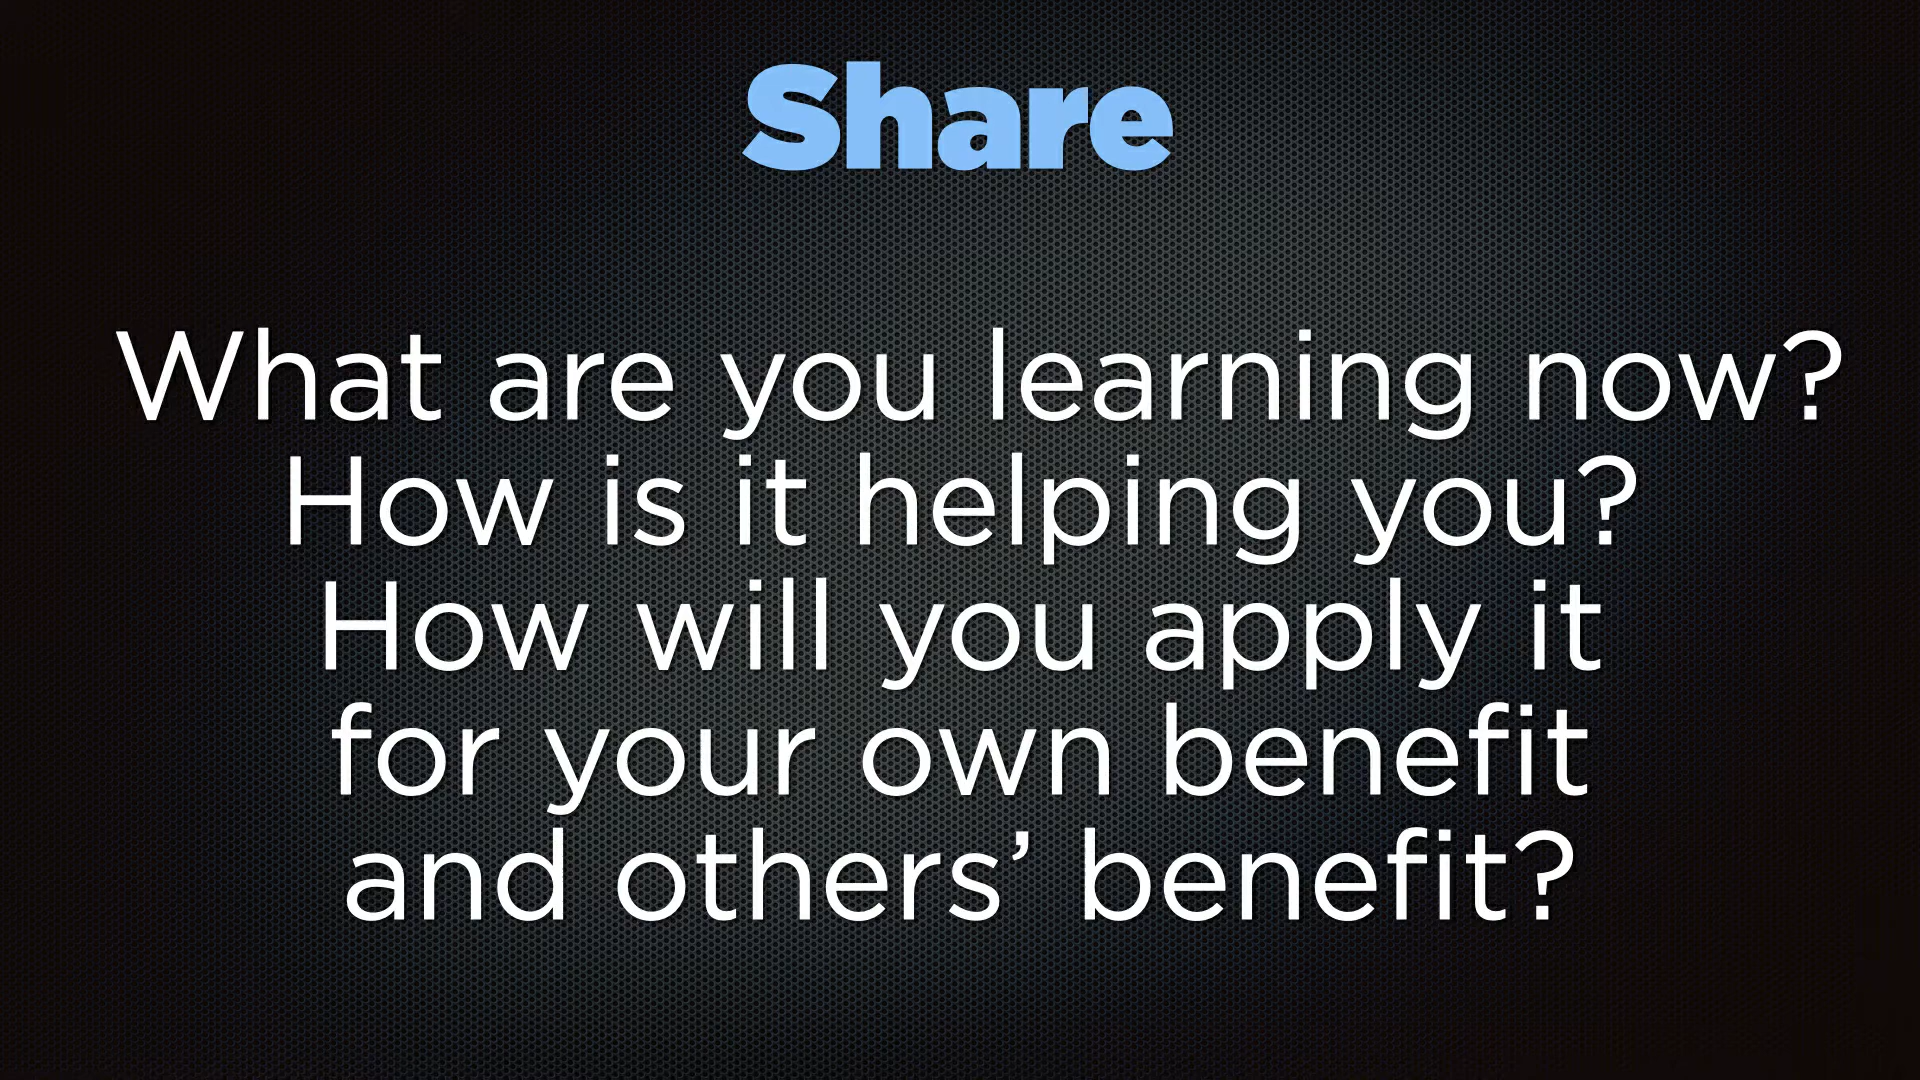 Share
What are you learning now?
How is it helping you?
How will you apply it
for your own benefit
and others’ benefit?